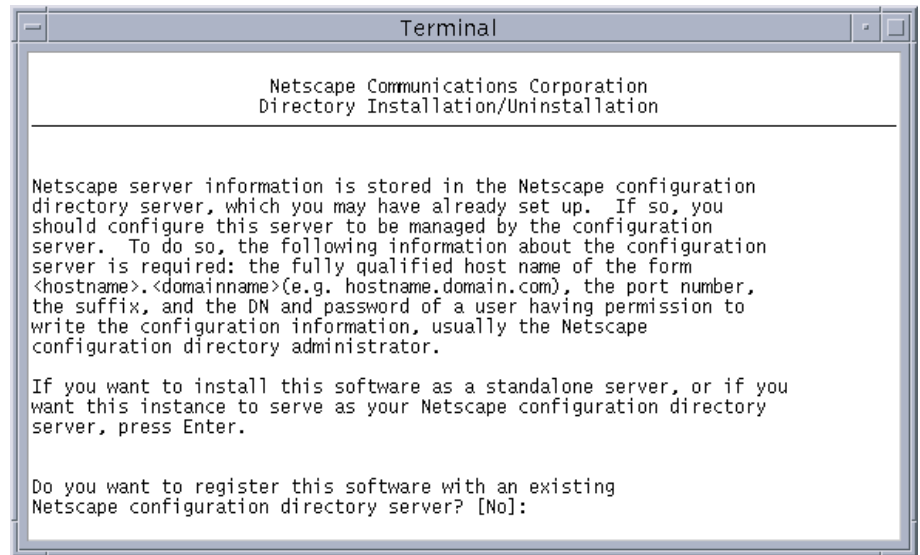 Terminal
Netscape Communications Corporation
Directory Installation/Uninstallation
Netscape server information is stored in the Netscape configuration
directory server, which you may have already set up.  If so, you
should configure this server to be managed by the configuration
server.  To do so, the following information about the configuration
server is required: the fully qualified host name of the form
<hostname>.<domainname>(e.g. hostname.domain.com), the port number,
the suffix, and the DN and password of a user having permission to
write the configuration information, usually the Netscape
configuration directory administrator.
If you want to install this software as a standalone server, or if you
want this instance to serve as your Netscape configuration directory
server, press Enter.
Do you want to register this software with an existing
Netscape configuration directory server? [No]: